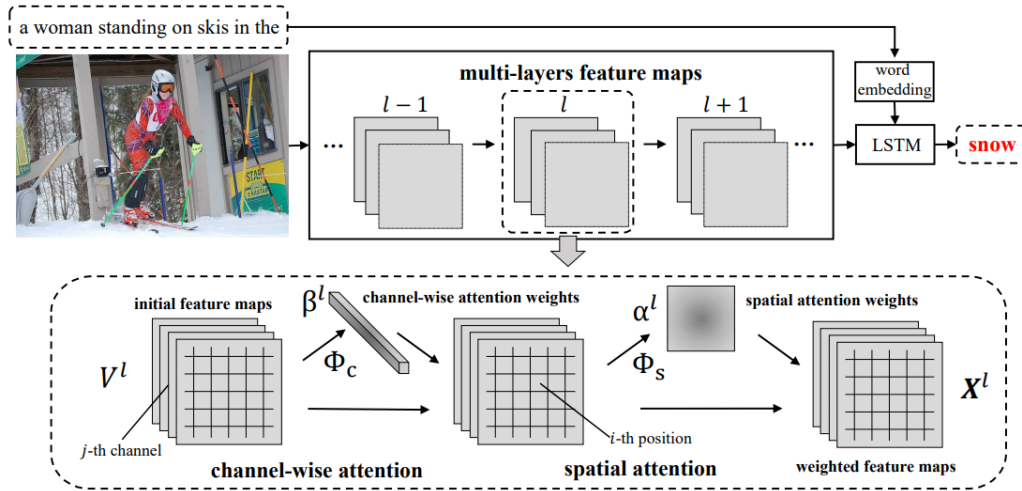 a woman standing on skis in the
multi-layers feature maps
l − 1
l
l + 1
...
...
word
embedding
LSTM
snow
START
initial feature maps
β^l
channel-wise attention weights
α^l
spatial attention weights
V^l
Φ_c
Φ_s
X^l
j-th channel
i-th position
channel-wise attention
spatial attention
weighted feature maps